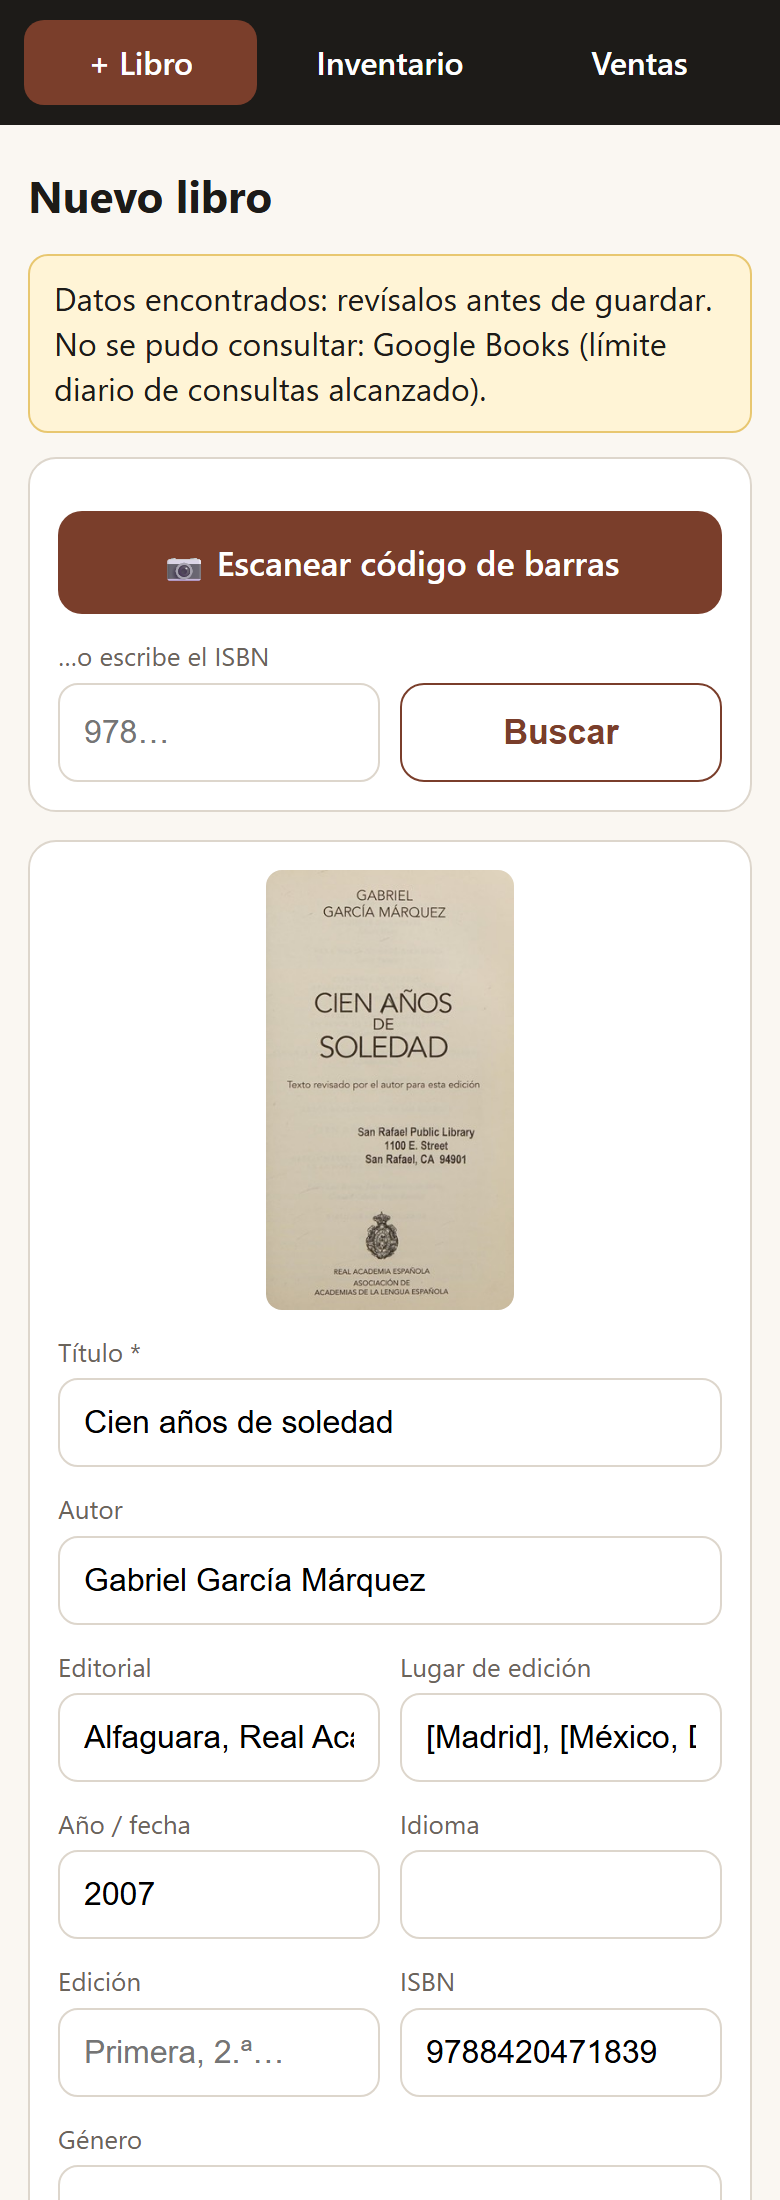 + Libro
Inventario
Ventas
Nuevo libro
Datos encontrados: revísalos antes de guardar.
No se pudo consultar: Google Books (límite
diario de consultas alcanzado).
Escanear código de barras
...o escribe el ISBN
978...
Buscar
GABRIEL
GARCÍA MÁRQUEZ
CIEN AÑOS
DE
SOLEDAD
Texto revisado por el autor para esta edición
San Rafael Public Library
1100 E. Street
San Rafael, CA 94901
REAL ACADEMIA ESPAÑOLA
ASOCIACIÓN DE
ACADEMIAS DE LA LENGUA ESPAÑOLA
Título *
Cien años de soledad
Autor
Gabriel García Márquez
Editorial
Lugar de edición
Alfaguara, Real Aca
[Madrid], [México, D
Año / fecha
Idioma
2007
Edición
ISBN
Primera, 2.ª...
9788420471839
Género